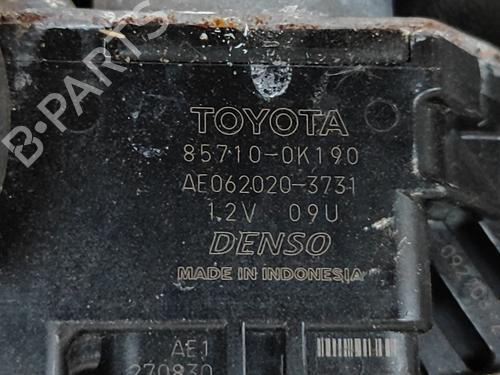 B-PARTS
TOYOTA
85710-0K190
AE062020-3731
12V 09U
DENSO
MADE IN INDONESIA
AE1
270830